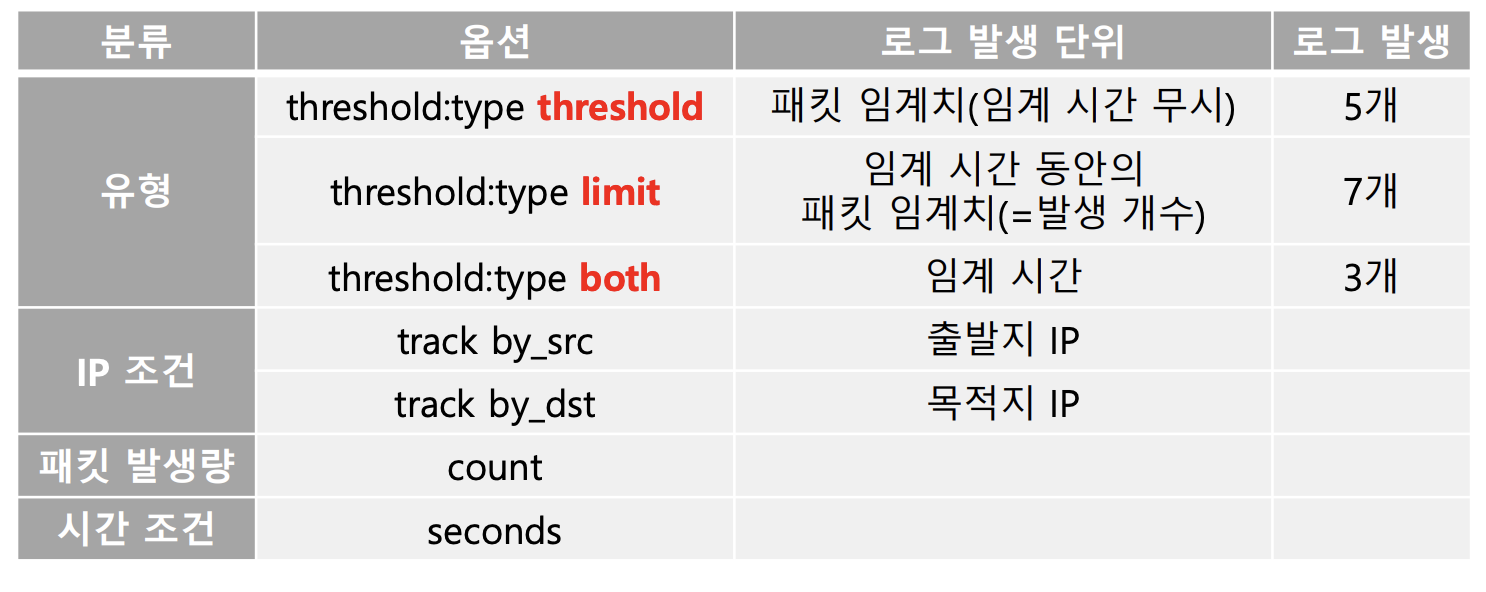 분류 옵션 로그 발생 단위 로그 발생
유형 threshold:type threshold 패킷 임계치(임계 시간 무시) 5개
threshold:type limit 임계 시간 동안의
패킷 임계치(=발생 개수) 7개
threshold:type both 임계 시간 3개
IP 조건 track by_src 출발지 IP
track by_dst 목적지 IP
패킷 발생량 count
시간 조건 seconds